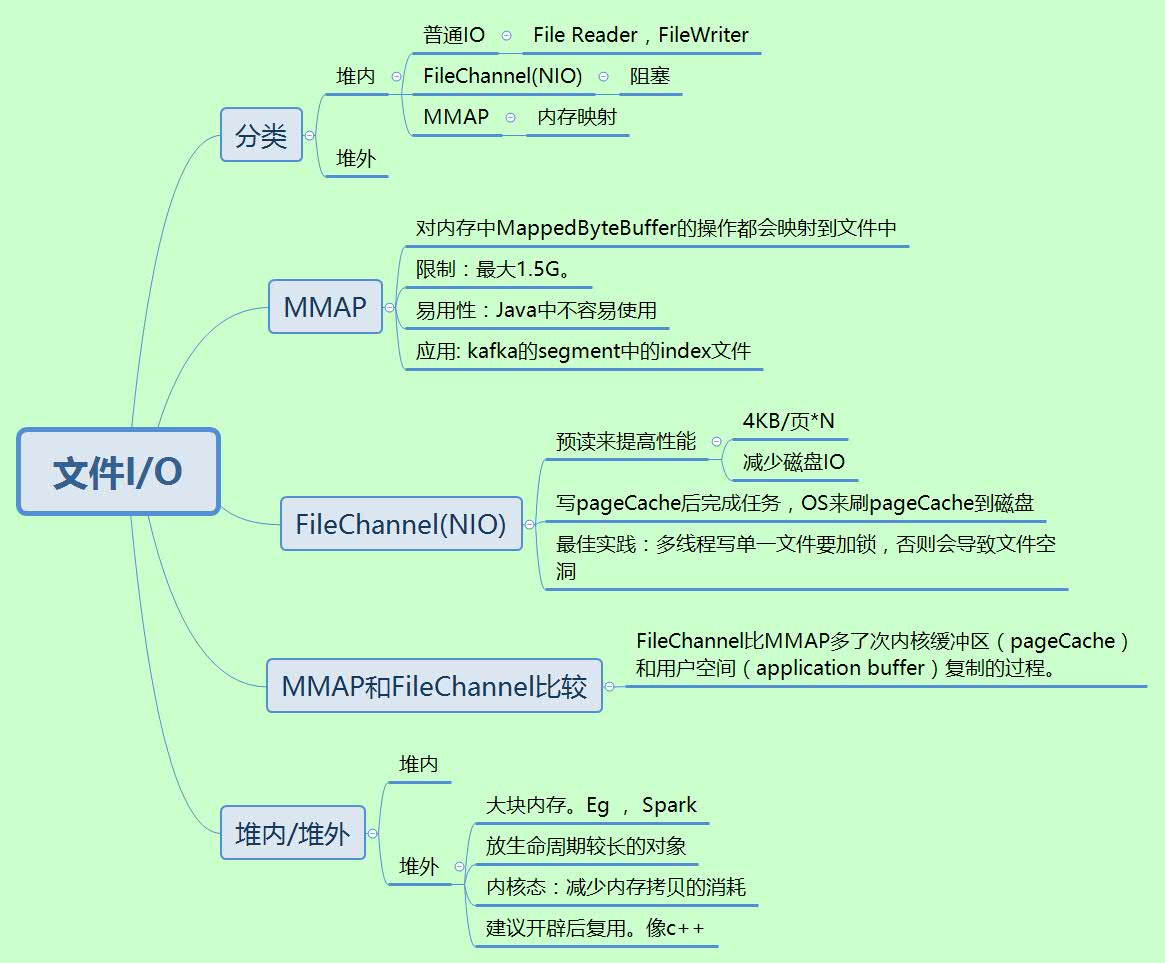 文件I/O
分类
堆内
普通IO
File Reader，FileWriter
FileChannel(NIO)
阻塞
MMAP
内存映射
堆外
MMAP
对内存中MappedByteBuffer的操作都会映射到文件中
限制：最大1.5G。
易用性：Java中不容易使用
应用: kafka的segment中的index文件
FileChannel(NIO)
预读来提高性能
4KB/页*N
减少磁盘IO
写pageCache后完成任务，OS来刷pageCache到磁盘
最佳实践：多线程写单一文件要加锁，否则会导致文件空
洞
MMAP和FileChannel比较
FileChannel比MMAP多了次内核缓冲区（pageCache）
和用户空间（application buffer）复制的过程。
堆内/堆外
堆内
堆外
大块内存。Eg ， Spark
放生命周期较长的对象
内核态：减少内存拷贝的消耗
建议开辟后复用。像c++